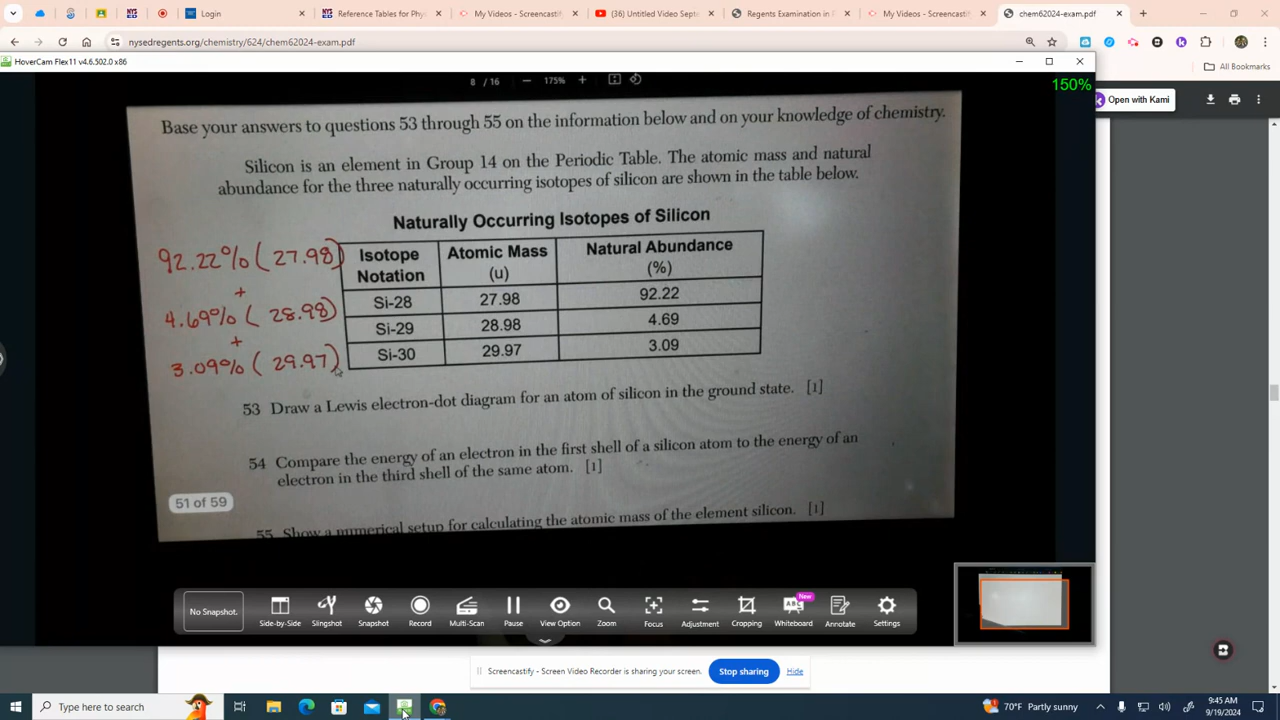 Login
Reference Tables for Phy
My Videos - Screencastify
(36) Untitled Video Sept
Regents Examination in P
My Videos - Screencastif
chem62024-exam.pdf
nysedregents.org/chemistry/624/chem62024-exam.pdf
HoverCam Flex11 v4.6.502.0 x86
All Bookmarks
150%
Open with Kami
8 / 16
175%
Base your answers to questions 53 through 55 on the information below and on your knowledge of chemistry.
Silicon is an element in Group 14 on the Periodic Table. The atomic mass and natural
abundance for the three naturally occurring isotopes of silicon are shown in the table below.
Naturally Occurring Isotopes of Silicon
Isotope Notation Atomic Mass (u) Natural Abundance (%)
Si-28 27.98 92.22
Si-29 28.98 4.69
Si-30 29.97 3.09
92.22% ( 27.98)
+
4.69% ( 28.98)
+
3.09% ( 29.97)
53 Draw a Lewis electron-dot diagram for an atom of silicon in the ground state. [1]
54 Compare the energy of an electron in the first shell of a silicon atom to the energy of an
electron in the third shell of the same atom. [1]
51 of 59
55 Show a numerical setup for calculating the atomic mass of the element silicon. [1]
No Snapshot.
Side-by-Side
Slingshot
Snapshot
Record
Multi-Scan
Pause
View Option
Zoom
Focus
Adjustment
Cropping
New
Whiteboard
Annotate
Settings
Screencastify - Screen Video Recorder is sharing your screen.
Stop sharing
Hide
Type here to search
70°F Partly sunny
9:45 AM
9/19/2024